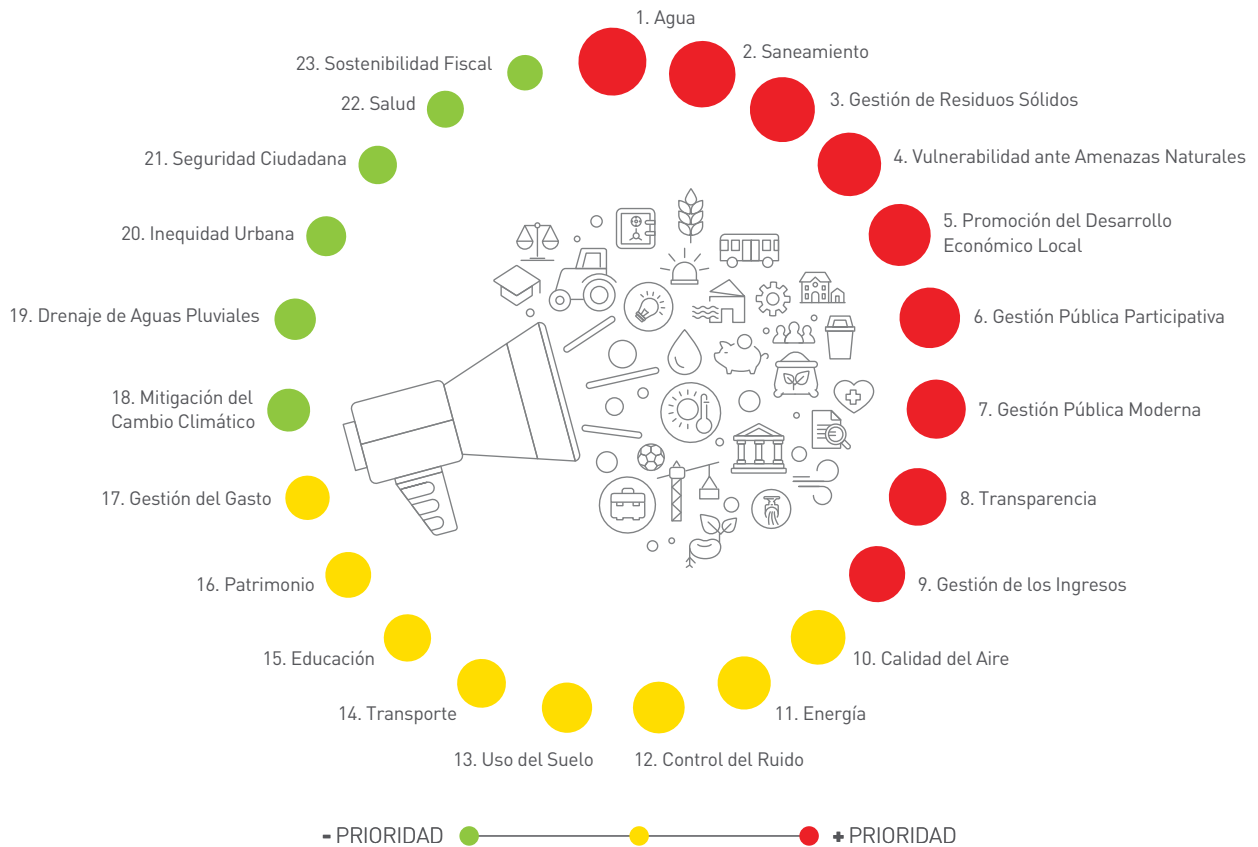 1. Agua
2. Saneamiento
3. Gestión de Residuos Sólidos
4. Vulnerabilidad ante Amenazas Naturales
5. Promoción del Desarrollo
Económico Local
6. Gestión Pública Participativa
7. Gestión Pública Moderna
8. Transparencia
9. Gestión de los Ingresos
10. Calidad del Aire
11. Energía
12. Control del Ruido
13. Uso del Suelo
14. Transporte
15. Educación
16. Patrimonio
17. Gestión del Gasto
18. Mitigación del
Cambio Climático
19. Drenaje de Aguas Pluviales
20. Inequidad Urbana
21. Seguridad Ciudadana
22. Salud
23. Sostenibilidad Fiscal
- PRIORIDAD
+ PRIORIDAD